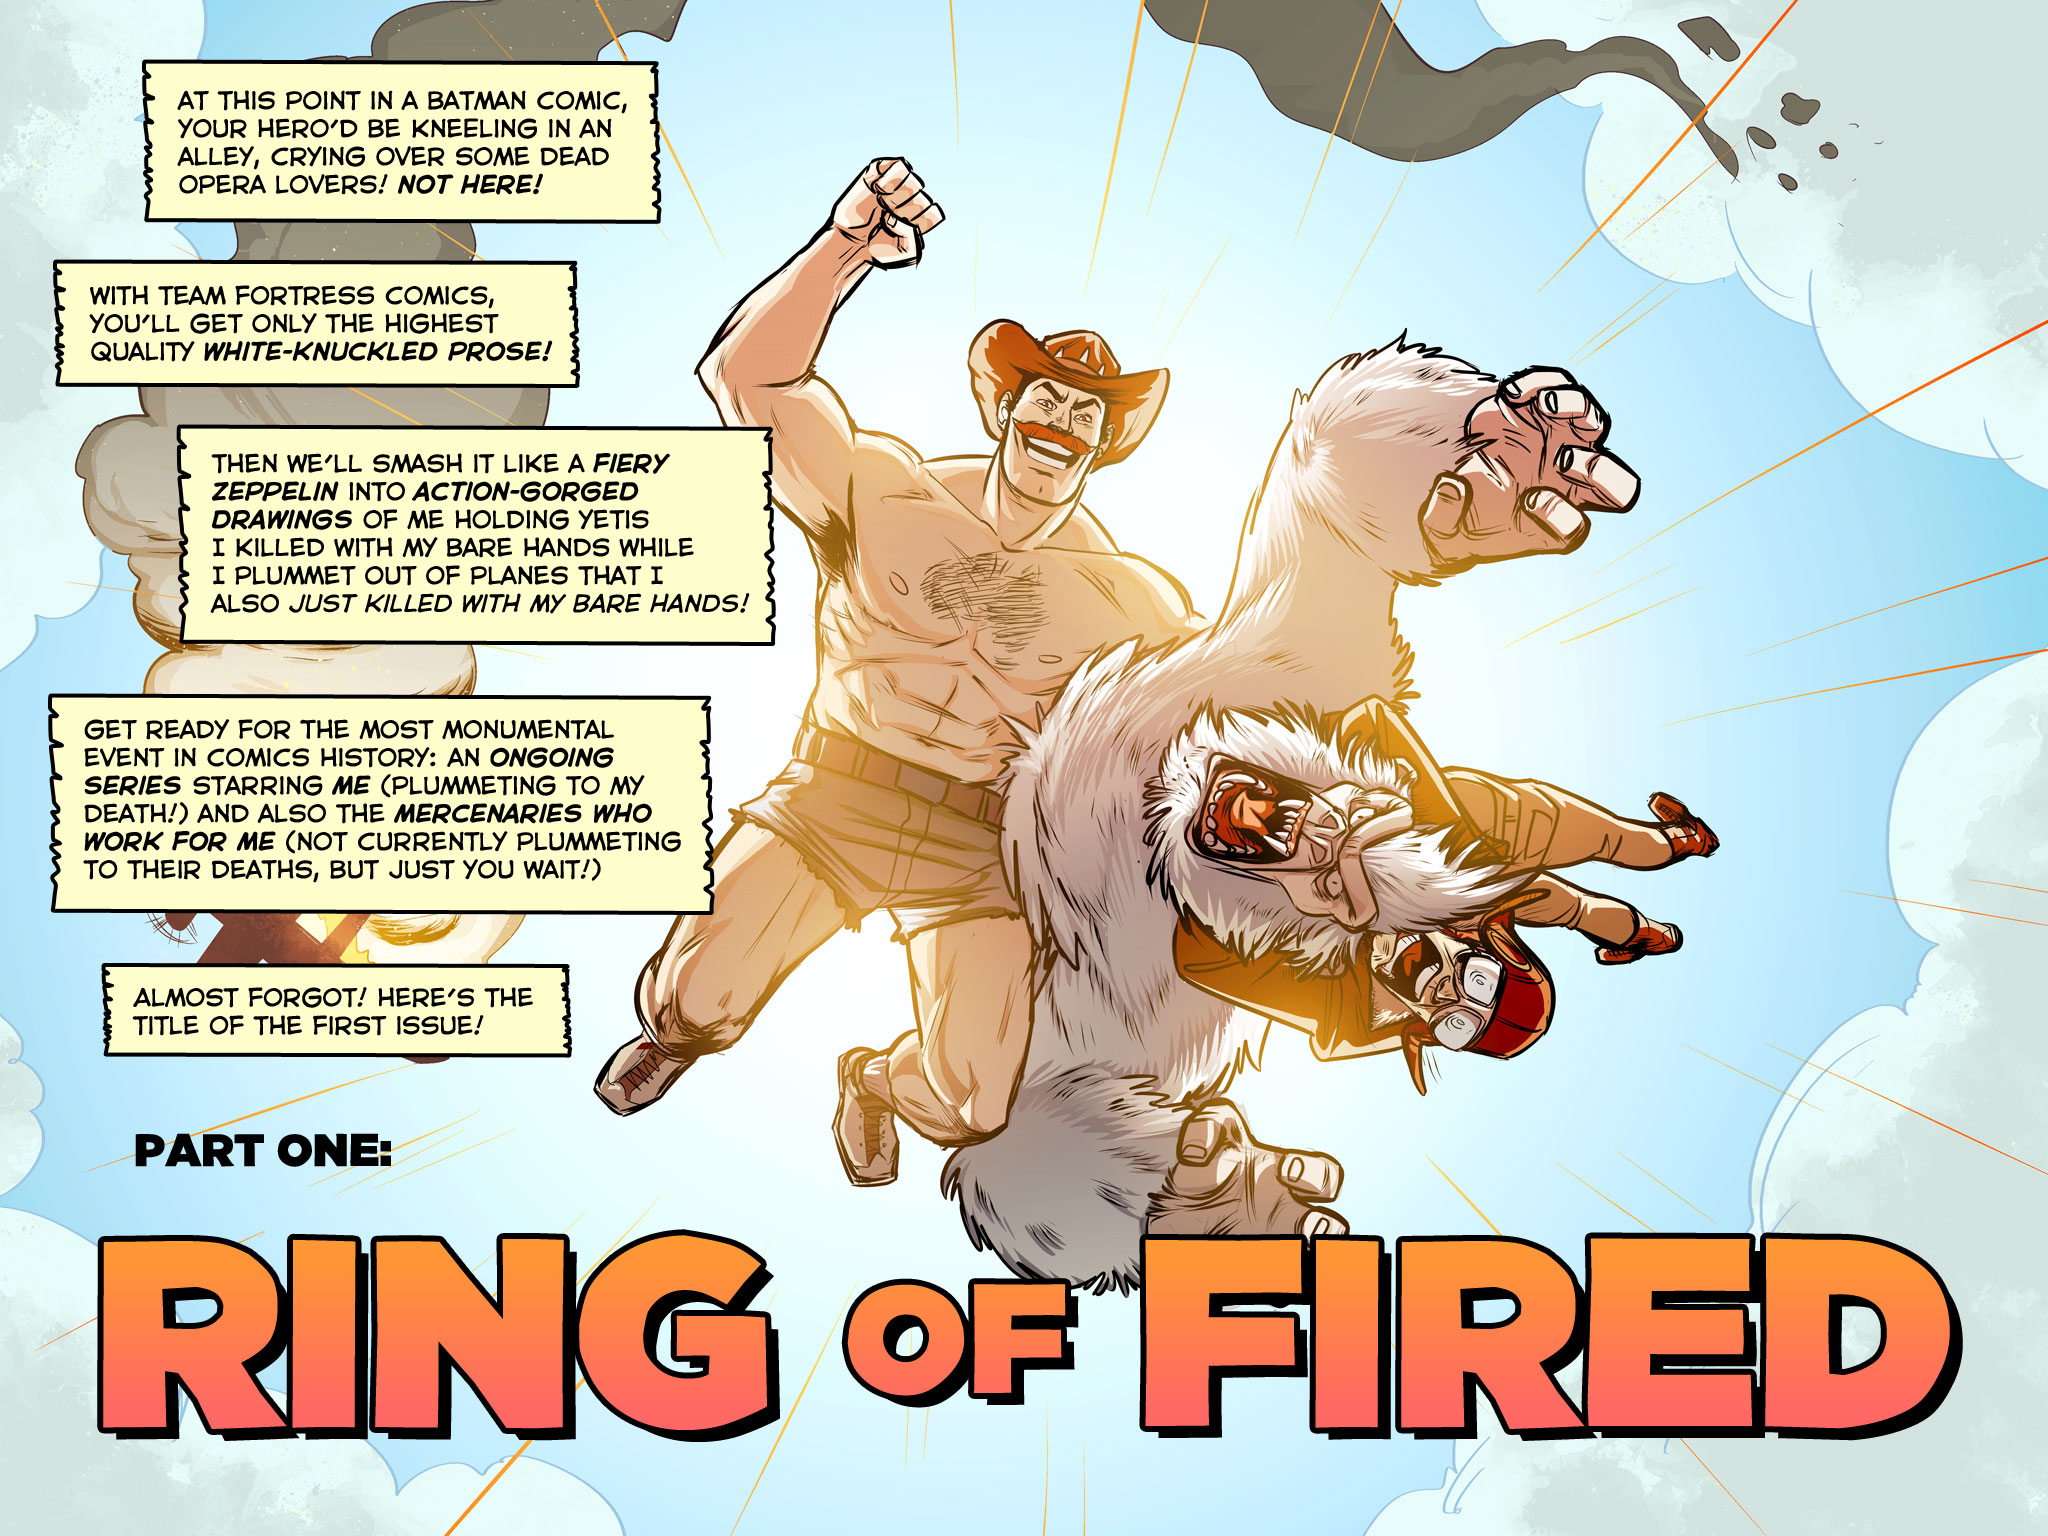 AT THIS POINT IN A BATMAN COMIC,
YOUR HERO'D BE KNEELING IN AN
ALLEY, CRYING OVER SOME DEAD
OPERA LOVERS! NOT HERE!
WITH TEAM FORTRESS COMICS,
YOU'LL GET ONLY THE HIGHEST
QUALITY WHITE-KNUCKLED PROSE!
THEN WE'LL SMASH IT LIKE A FIERY
ZEPPELIN INTO ACTION-GORGED
DRAWINGS OF ME HOLDING YETIS
I KILLED WITH MY BARE HANDS WHILE
I PLUMMET OUT OF PLANES THAT I
ALSO JUST KILLED WITH MY BARE HANDS!
GET READY FOR THE MOST MONUMENTAL
EVENT IN COMICS HISTORY: AN ONGOING
SERIES STARRING ME (PLUMMETING TO MY
DEATH!) AND ALSO THE MERCENARIES WHO
WORK FOR ME (NOT CURRENTLY PLUMMETING
TO THEIR DEATHS, BUT JUST YOU WAIT!)
ALMOST FORGOT! HERE'S THE
TITLE OF THE FIRST ISSUE!
PART ONE:
RING OF FIRED